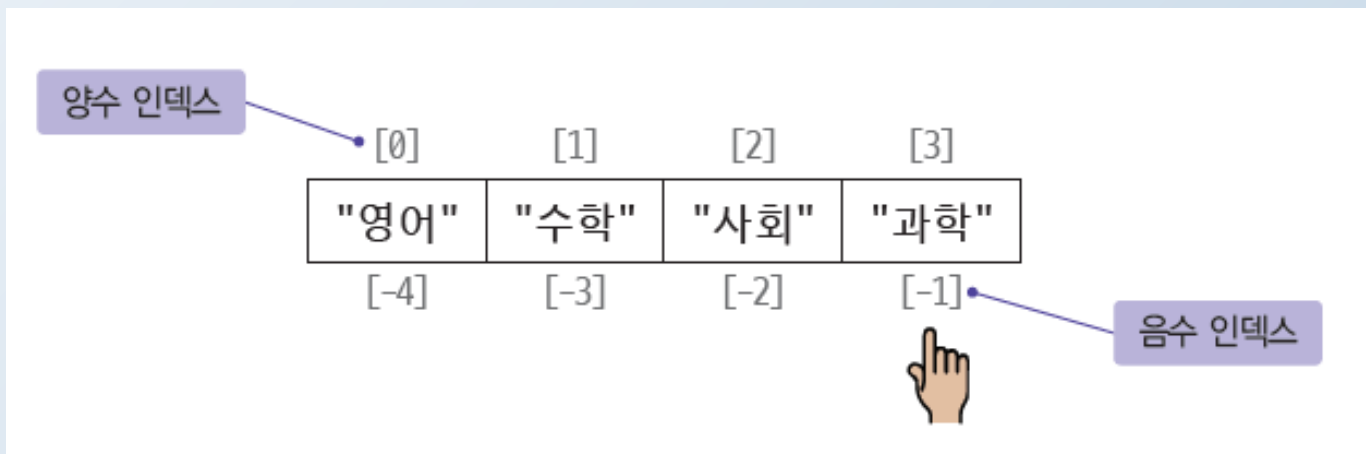 양수 인덱스
[0] [1] [2] [3]
"영어" "수학" "사회" "과학"
[-4] [-3] [-2] [-1]
음수 인덱스